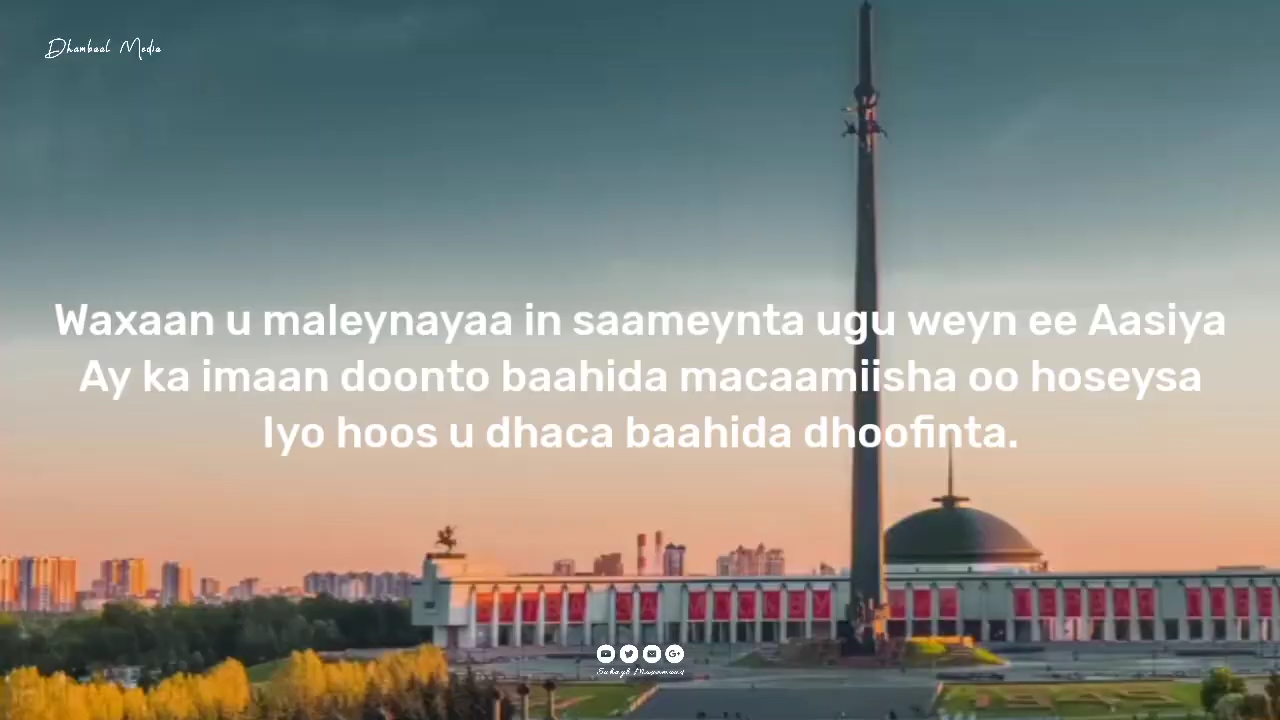 Dhambaal Media
Waxaan u maleynayaa in saameynta ugu weyn ee Aasiya
Ay ka imaan doonto baahida macaamiisha oo hoseysa
Iyo hoos u dhaca baahida dhoofinta.